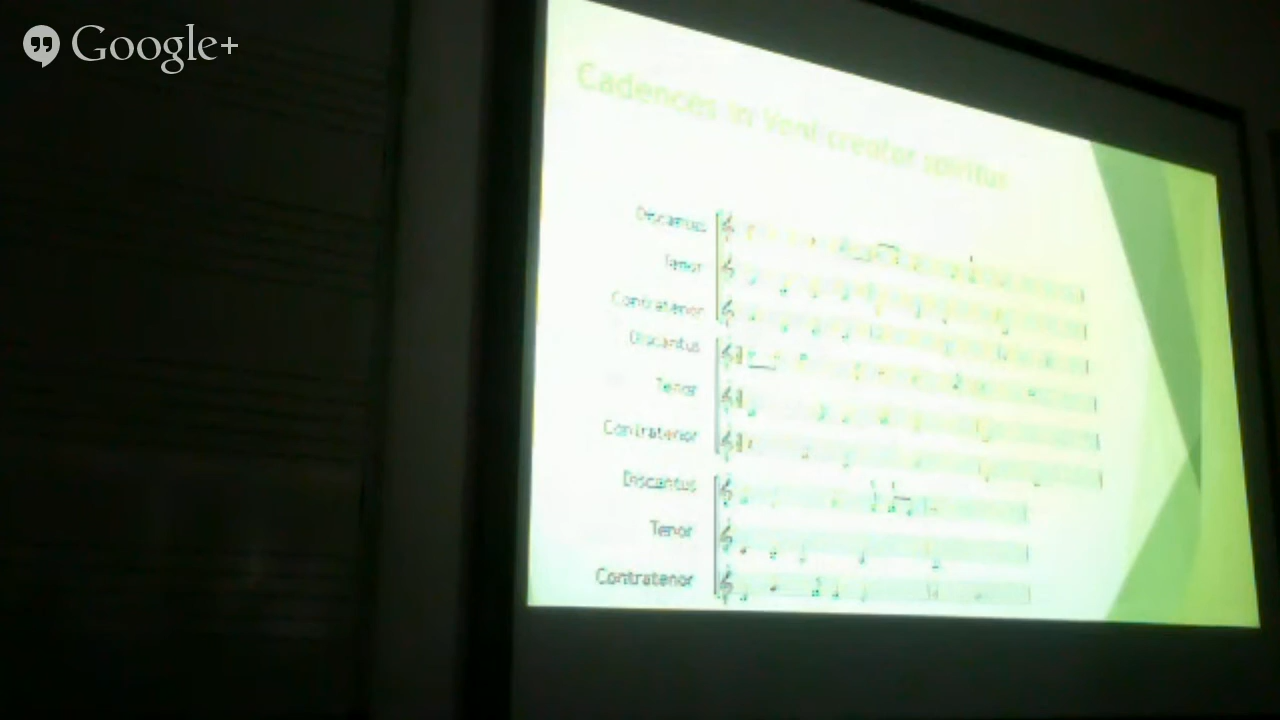 Google+
Cadences in Veni creator spiritus
Discantus
Tenor
Contratenor
Discantus
Tenor
Contratenor
Discantus
Tenor
Contratenor